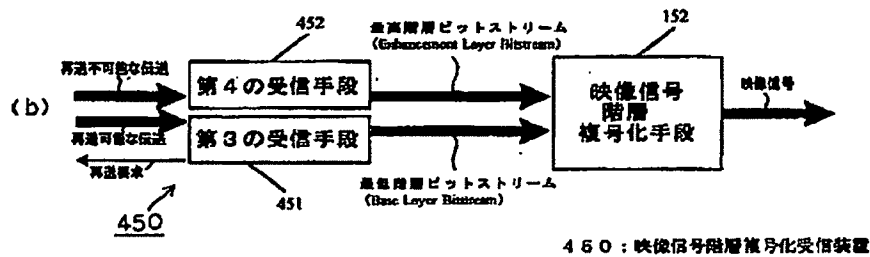 452
最高階層ビットストリーム
(Enhancement Layer Bitstream)
152
再送不可能な伝送
第4の受信手段
映像信号
階層
複号化手段
映像信号
(b)
再送可能な伝送
第3の受信手段
再送要求
451
最低階層ビットストリーム
(Base Layer Bitstream)
450
450:映像信号階層複号化受信装置